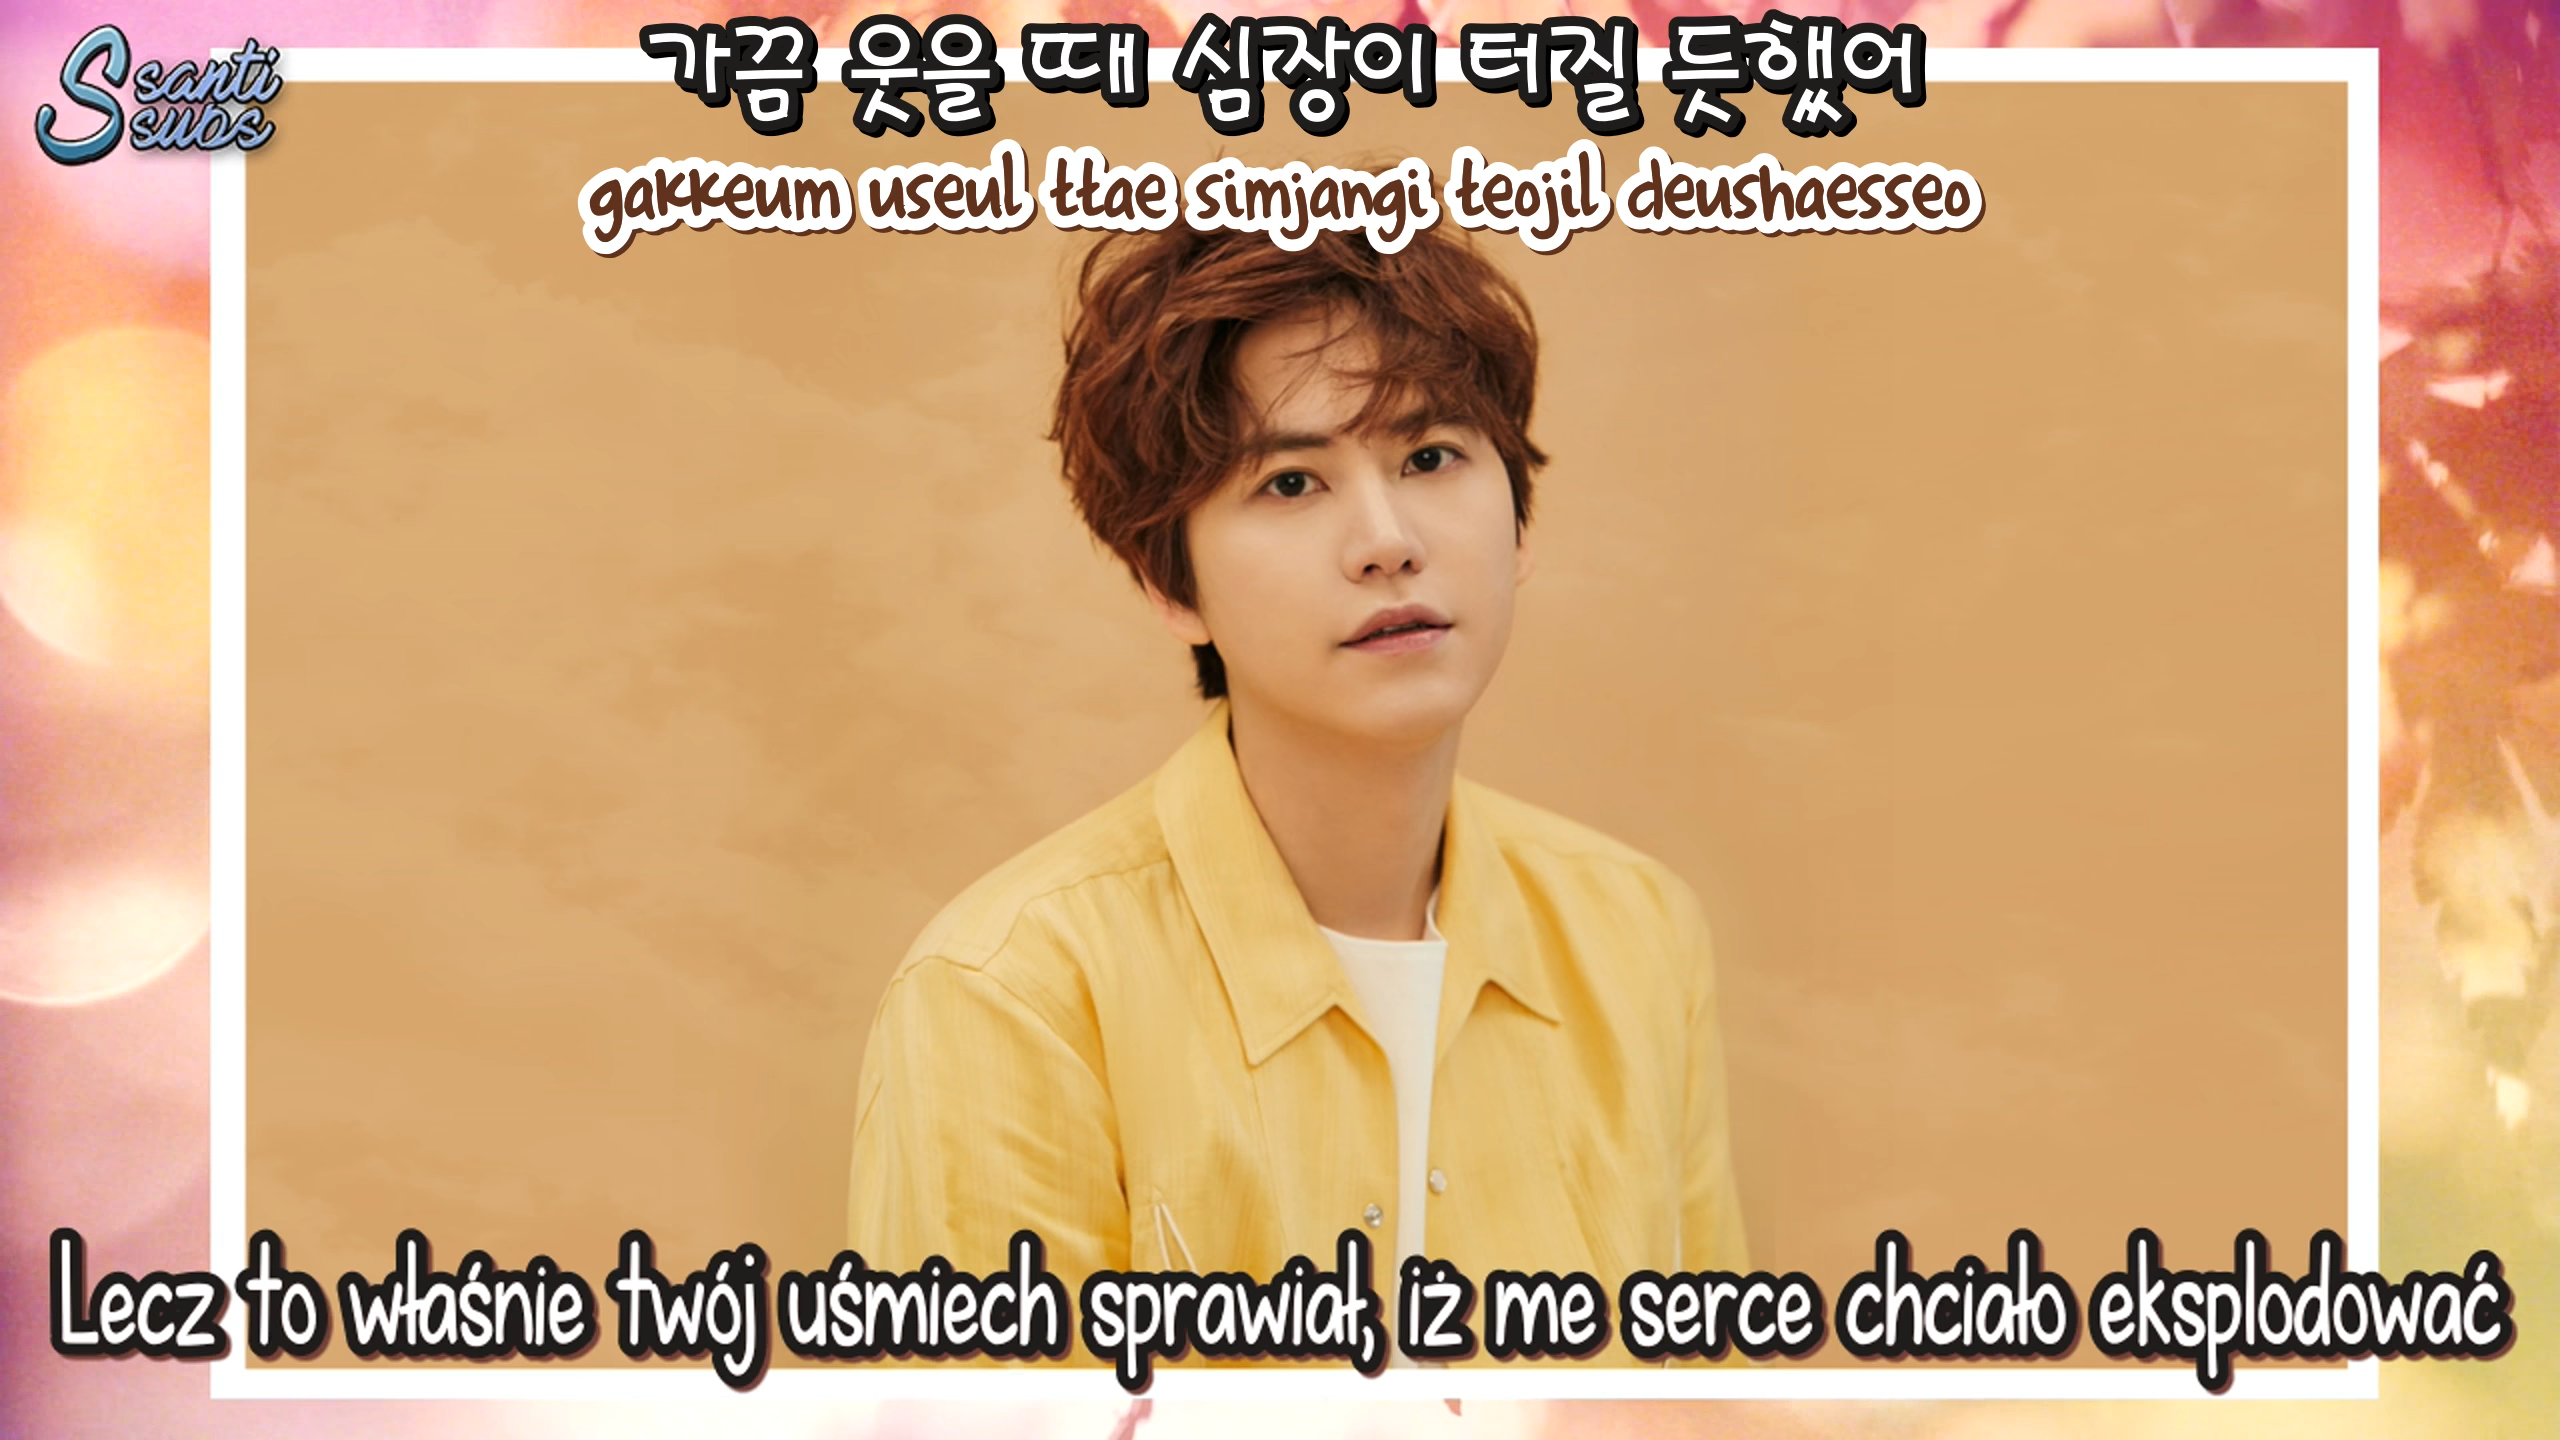 Ssanti
subs
가끔 웃을 때 심장이 터질 듯했어
gakkeum useul ttae simjangi teojil deushaesseo
Lecz to właśnie twój uśmiech sprawiał, iż me serce chciało eksplodować